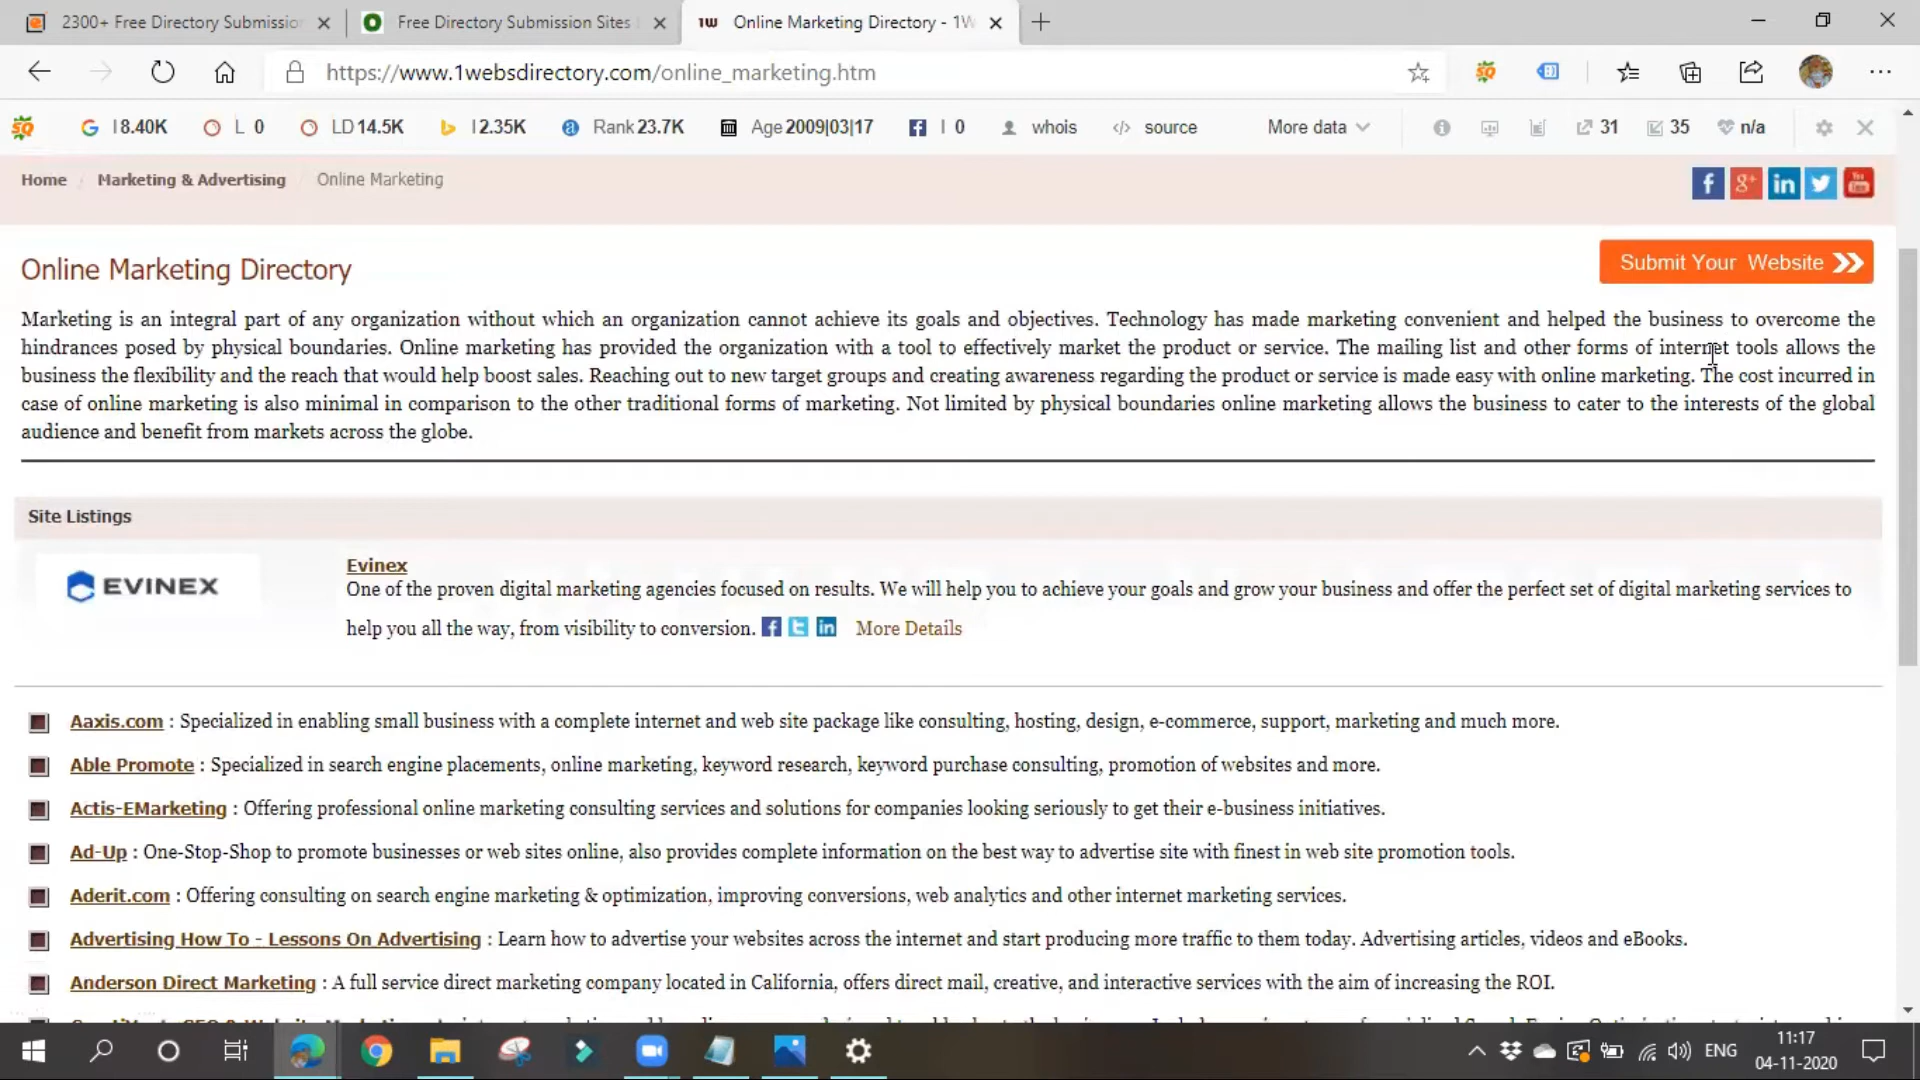 2300+ Free Directory Submission
Free Directory Submission Sites
1W Online Marketing Directory - 1W
https://www.1websdirectory.com/online_marketing.htm
SQ G I 8.40K L 0 LD 14.5K I 2.35K Rank 23.7K Age 2009|03|17 I 0 whois source More data 31 35 n/a
Home / Marketing & Advertising / Online Marketing
Online Marketing Directory
Submit Your Website
Marketing is an integral part of any organization without which an organization cannot achieve its goals and objectives. Technology has made marketing convenient and helped the business to overcome the
hindrances posed by physical boundaries. Online marketing has provided the organization with a tool to effectively market the product or service. The mailing list and other forms of internet tools allows the
business the flexibility and the reach that would help boost sales. Reaching out to new target groups and creating awareness regarding the product or service is made easy with online marketing. The cost incurred in
case of online marketing is also minimal in comparison to the other traditional forms of marketing. Not limited by physical boundaries online marketing allows the business to cater to the interests of the global
audience and benefit from markets across the globe.
Site Listings
EVINEX
Evinex
One of the proven digital marketing agencies focused on results. We will help you to achieve your goals and grow your business and offer the perfect set of digital marketing services to
help you all the way, from visibility to conversion. More Details
Aaxis.com : Specialized in enabling small business with a complete internet and web site package like consulting, hosting, design, e-commerce, support, marketing and much more.
Able Promote : Specialized in search engine placements, online marketing, keyword research, keyword purchase consulting, promotion of websites and more.
Actis-EMarketing : Offering professional online marketing consulting services and solutions for companies looking seriously to get their e-business initiatives.
Ad-Up : One-Stop-Shop to promote businesses or web sites online, also provides complete information on the best way to advertise site with finest in web site promotion tools.
Aderit.com : Offering consulting on search engine marketing & optimization, improving conversions, web analytics and other internet marketing services.
Advertising How To - Lessons On Advertising : Learn how to advertise your websites across the internet and start producing more traffic to them today. Advertising articles, videos and eBooks.
Anderson Direct Marketing : A full service direct marketing company located in California, offers direct mail, creative, and interactive services with the aim of increasing the ROI.
ENG
11:17
04-11-2020